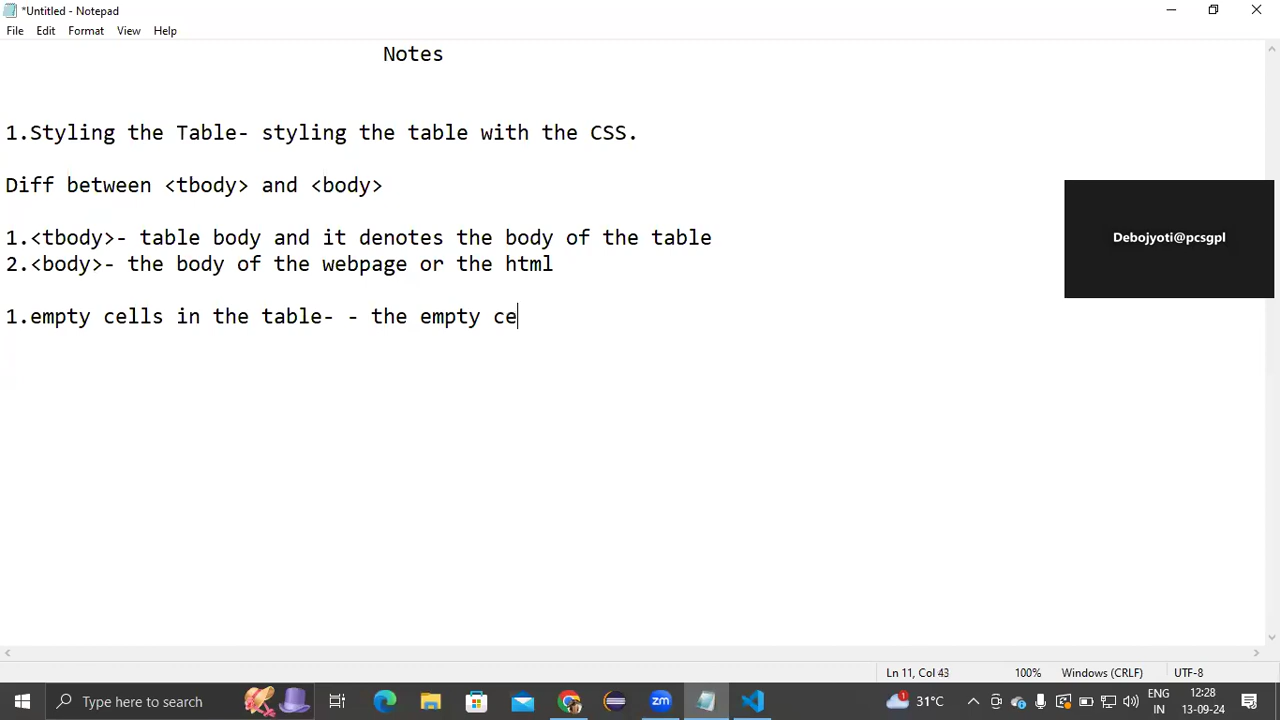 *Untitled - Notepad
File Edit Format View Help
Notes
1.Styling the Table- styling the table with the CSS.
Diff between <tbody> and <body>
1.<tbody>- table body and it denotes the body of the table
2.<body>- the body of the webpage or the html
1.empty cells in the table- - the empty ce
Debojyoti@pcsgpl
Ln 11, Col 43 100% Windows (CRLF) UTF-8
Type here to search
zm
1
31°C
ENG
IN
12:28
13-09-24